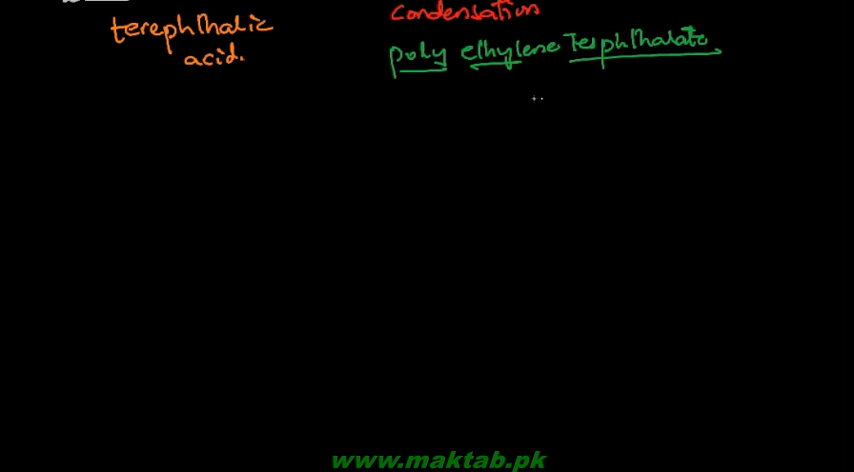 terephthalic
acid.
condensation
poly ethylene Terphthalate
www.maktab.pk